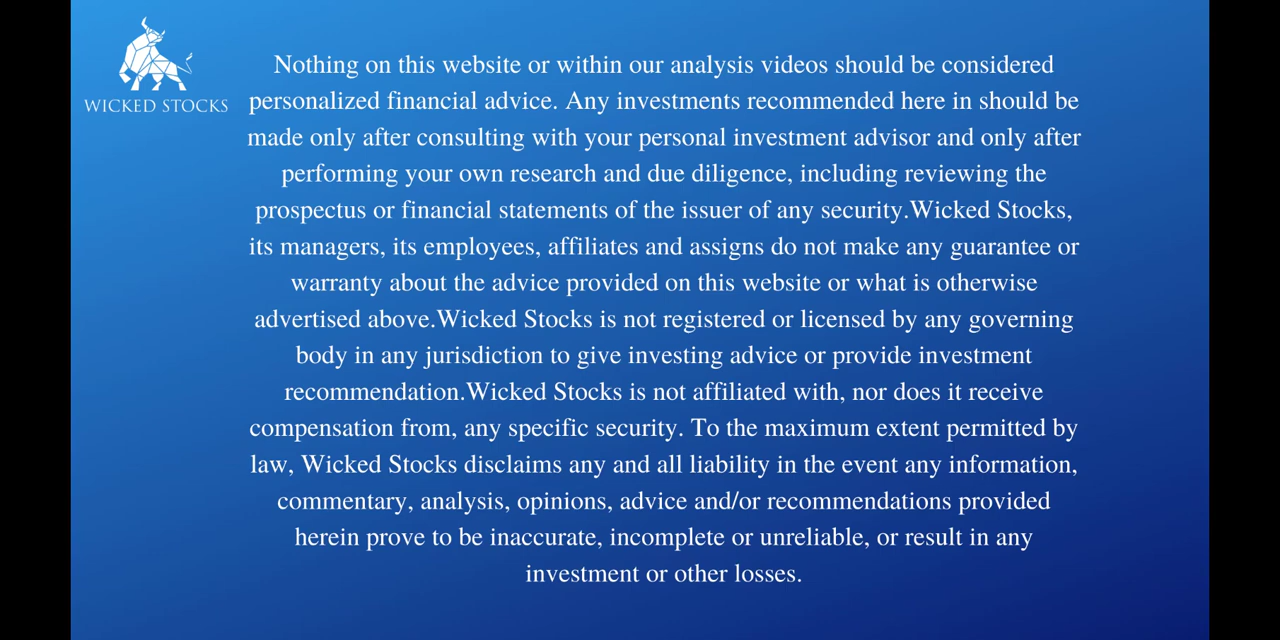 WICKED STOCKS
Nothing on this website or within our analysis videos should be considered
personalized financial advice. Any investments recommended here in should be
made only after consulting with your personal investment advisor and only after
performing your own research and due diligence, including reviewing the
prospectus or financial statements of the issuer of any security.Wicked Stocks,
its managers, its employees, affiliates and assigns do not make any guarantee or
warranty about the advice provided on this website or what is otherwise
advertised above.Wicked Stocks is not registered or licensed by any governing
body in any jurisdiction to give investing advice or provide investment
recommendation.Wicked Stocks is not affiliated with, nor does it receive
compensation from, any specific security. To the maximum extent permitted by
law, Wicked Stocks disclaims any and all liability in the event any information,
commentary, analysis, opinions, advice and/or recommendations provided
herein prove to be inaccurate, incomplete or unreliable, or result in any
investment or other losses.